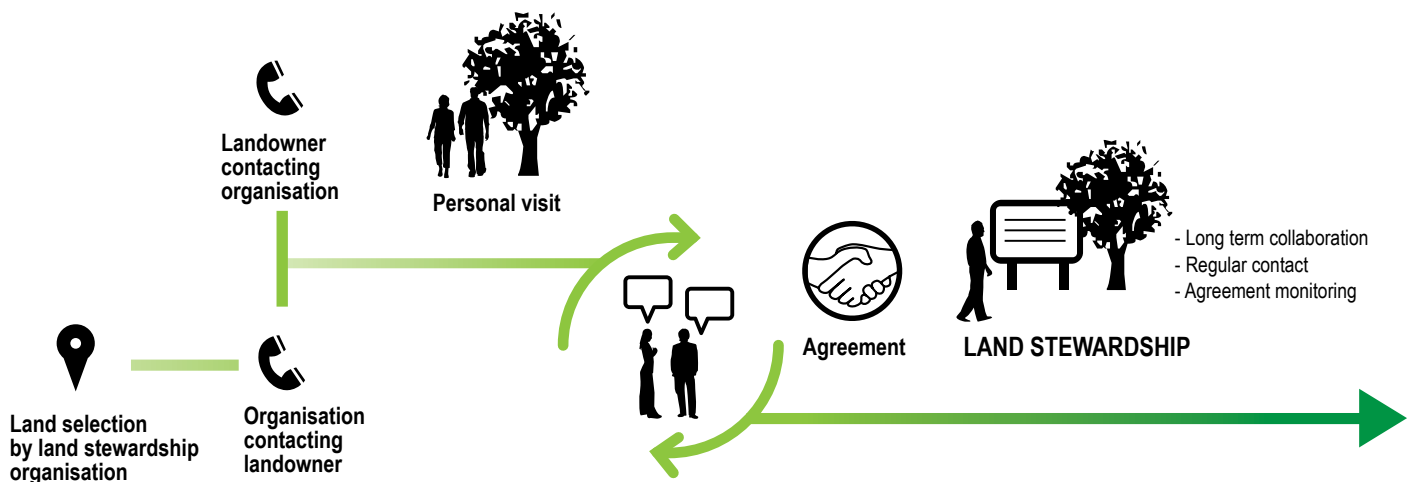 Landowner
contacting
organisation
Personal visit
Land selection
by land stewardship
organisation
Organisation
contacting
landowner
Agreement
LAND STEWARDSHIP
- Long term collaboration
- Regular contact
- Agreement monitoring